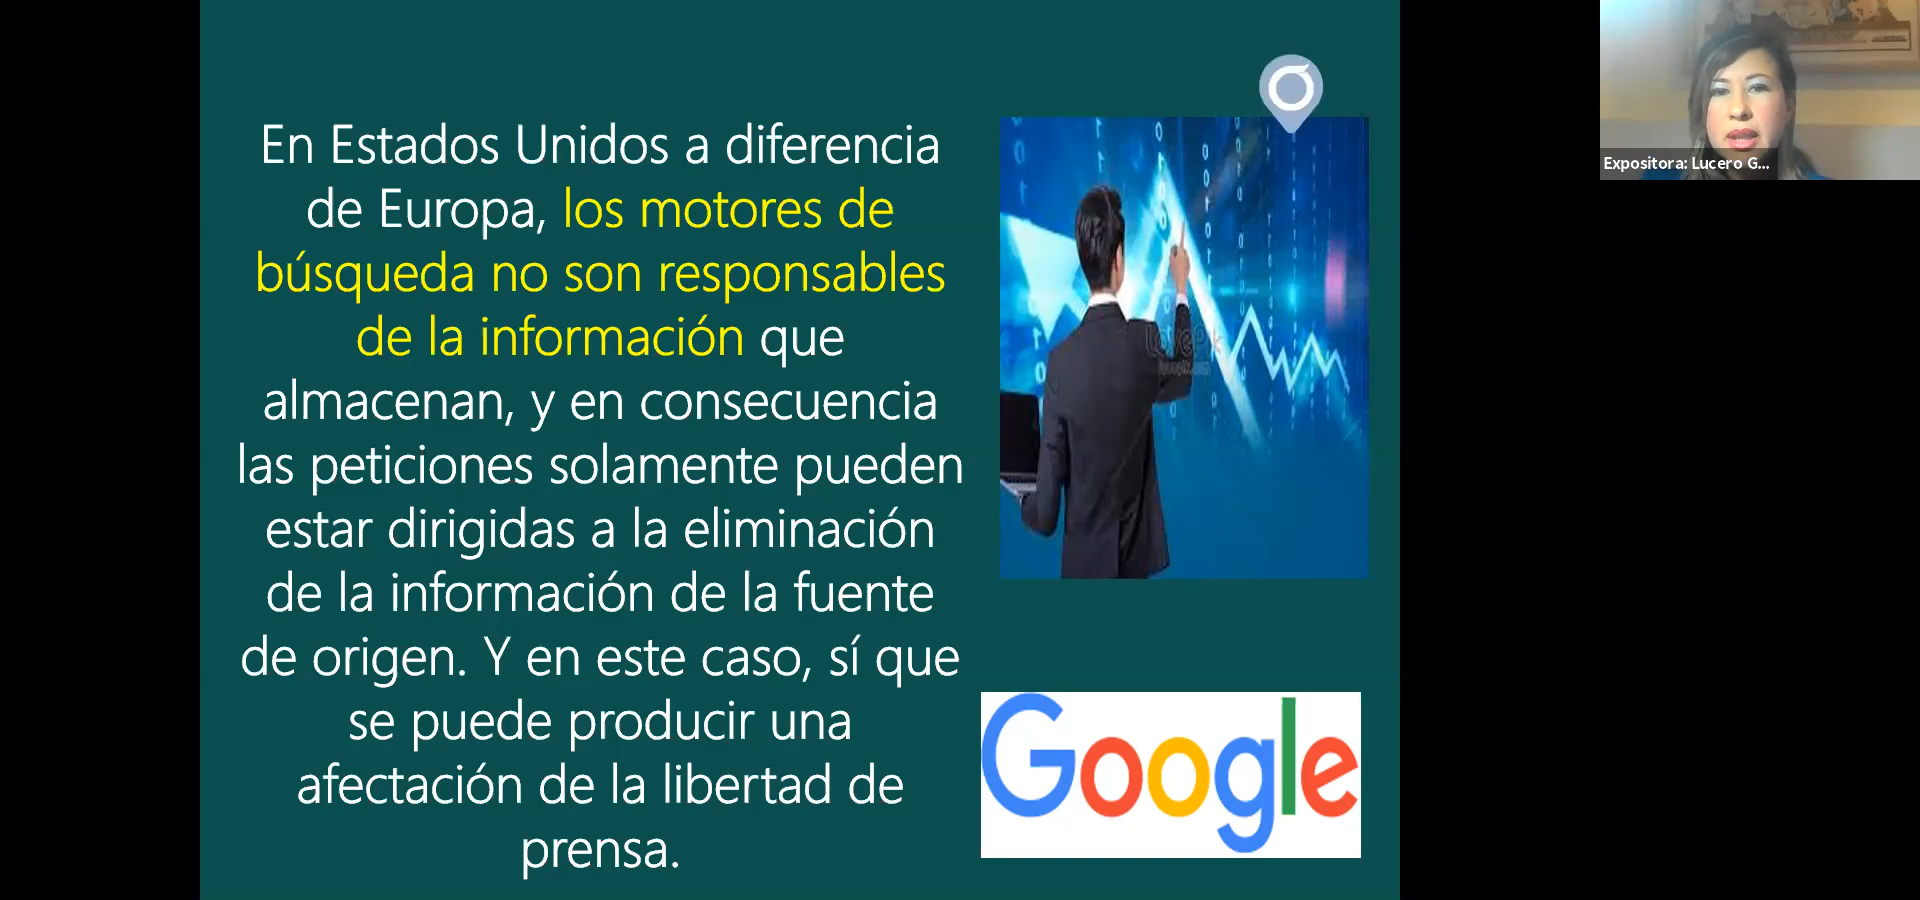 En Estados Unidos a diferencia
de Europa, los motores de
búsqueda no son responsables
de la información que
almacenan, y en consecuencia
las peticiones solamente pueden
estar dirigidas a la eliminación
de la información de la fuente
de origen. Y en este caso, sí que
se puede producir una
afectación de la libertad de
prensa.
Google
Expositora: Lucero G...